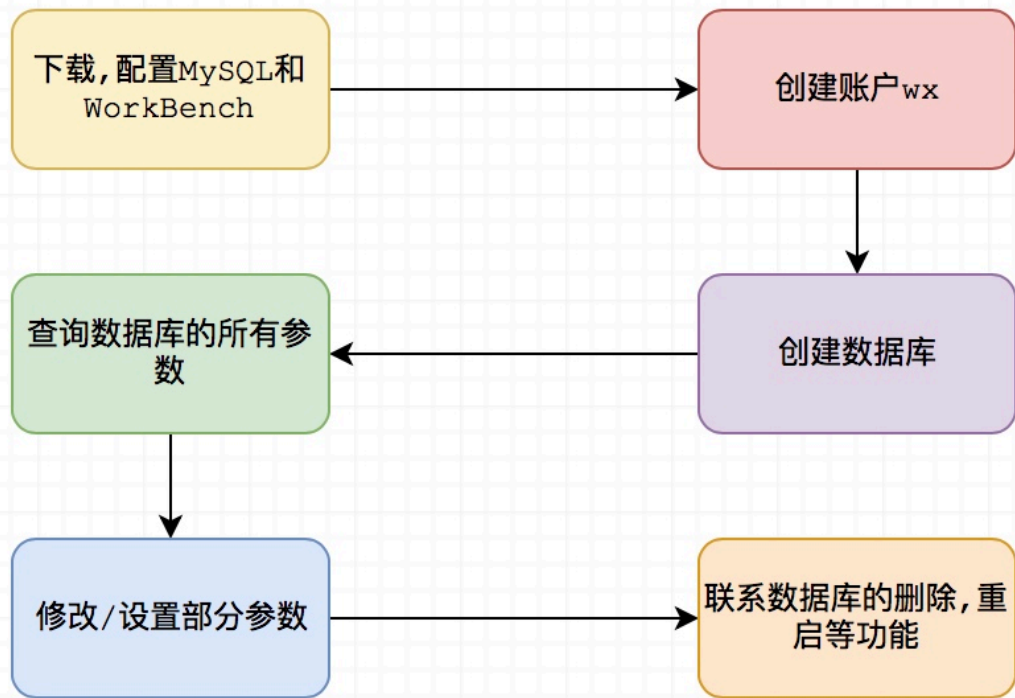 下载,配置MySQL和
WorkBench
创建账户wx
创建数据库
查询数据库的所有参
数
修改/设置部分参数
联系数据库的删除,重
启等功能